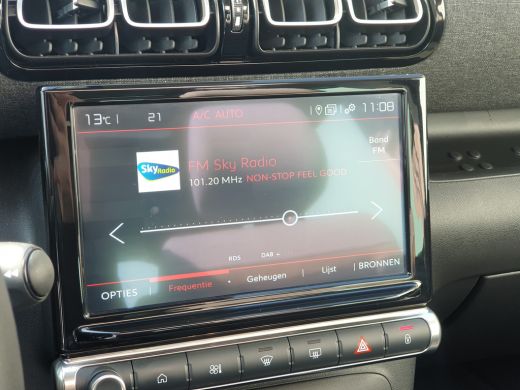 13°C 21 A/C AUTO 11:08
Sky Radio
FM Sky Radio
101.20 MHz NON-STOP FEEL GOOD
Band
FM
RDS DAB -
OPTIES Frequentie Geheugen Lijst BRONNEN